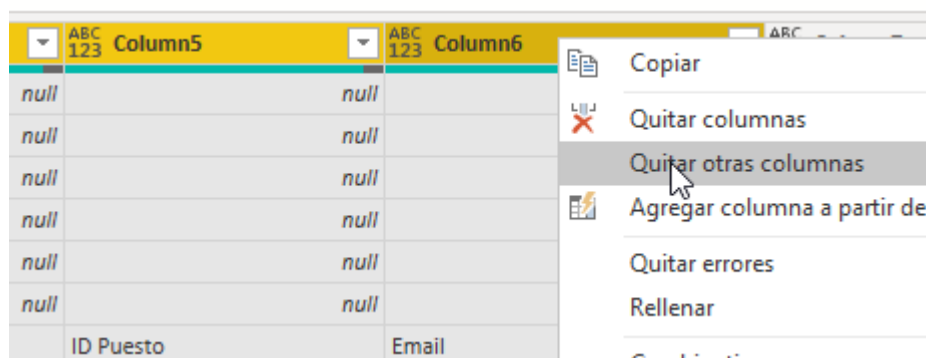 ABC 123 Column5 ABC 123 Column6 ABC
Copiar
null null
Quitar columnas
null null
Quitar otras columnas
null null
Agregar columna a partir de
null null
Quitar errores
null null
Rellenar
null null
ID Puesto Email